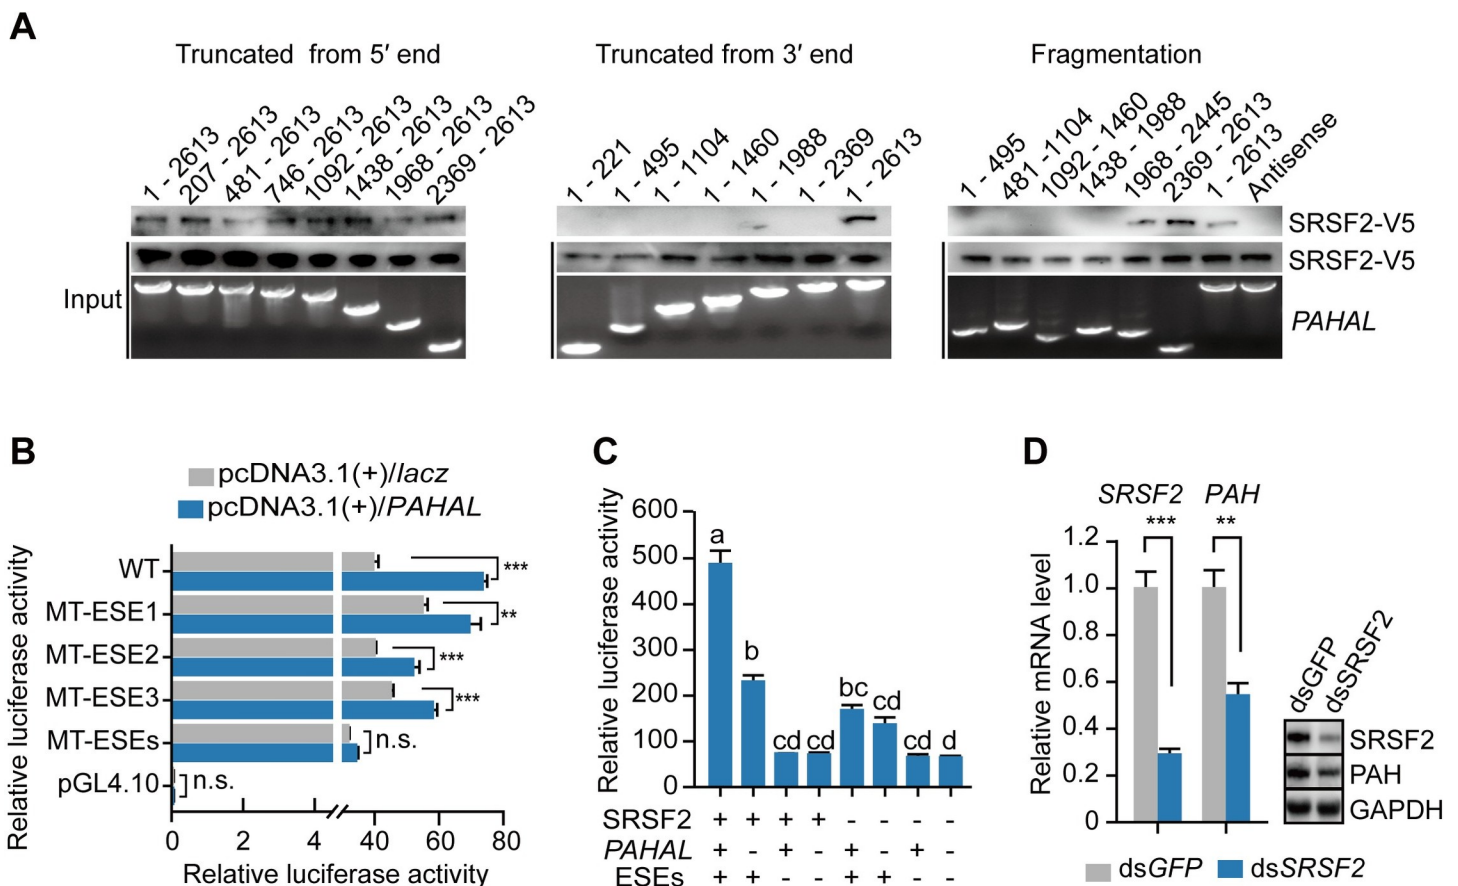 A
Truncated from 5′ end
1 - 2613
207 - 2613
481 - 2613
746 - 2613
1092 - 2613
1438 - 2613
1968 - 2613
2369 - 2613
Truncated from 3′ end
1 - 221
1 - 495
1 - 1104
1 - 1460
1 - 1988
1 - 2369
1 - 2613
Fragmentation
1 - 495
481 -1104
1092 - 1460
1438 - 1988
1968 - 2445
2369 - 2613
1 - 2613
Antisense
SRSF2-V5
SRSF2-V5
Input
PAHAL
B
pcDNA3.1(+)/lacz
pcDNA3.1(+)/PAHAL
Relative luciferase activity
WT
***
MT-ESE1
**
MT-ESE2
***
MT-ESE3
***
MT-ESEs
n.s.
pGL4.10
n.s.
0 2 4 40 60 80
Relative luciferase activity
C
Relative luciferase activity
600
500
400
300
200
100
0
a b cd cd bc cd cd d
SRSF2 + + + + - - - -
PAHAL + - + - + - + -
ESEs + + - - + + - -
D
SRSF2 PAH
*** **
Relative mRNA level
1.2
1.0
0.8
0.6
0.4
0.2
0
dsGFP
dsSRSF2
SRSF2
PAH
GAPDH
dsGFP dsSRSF2